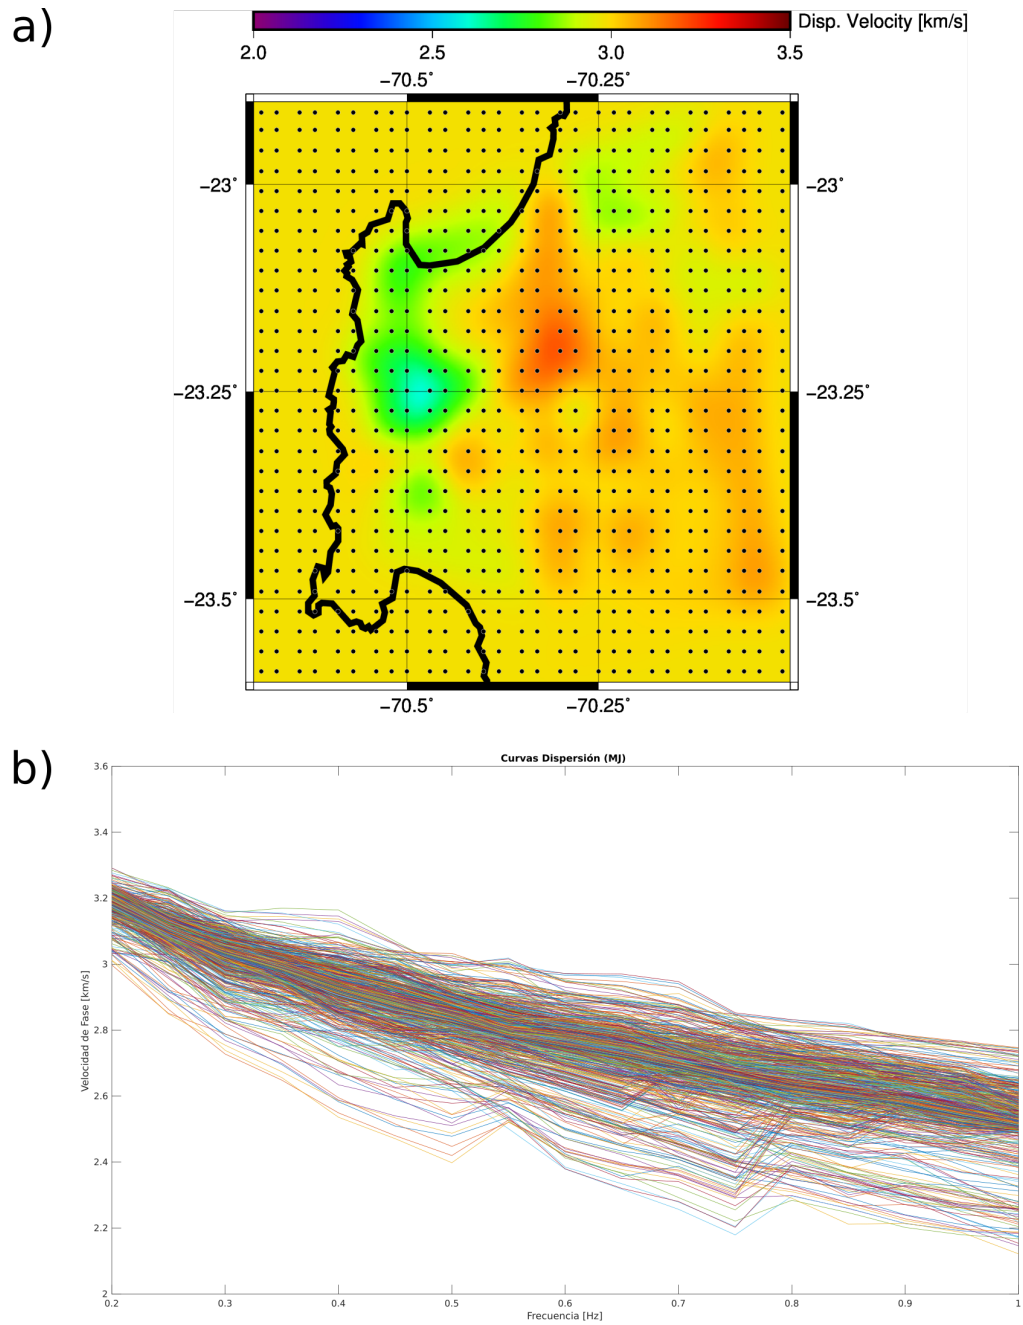 a)
Disp. Velocity [km/s]
2.0 2.5 3.0 3.5
−70.5° −70.25°
−23° −23°
−23.25° −23.25°
−23.5° −23.5°
−70.5° −70.25°
b)
Curvas Dispersión (MJ)
3.6
3.4
3.2
3
2.8
2.6
2.4
2.2
2
Velocidad de Fase [km/s]
0.2 0.3 0.4 0.5 0.6 0.7 0.8 0.9 1
Frecuencia [Hz]